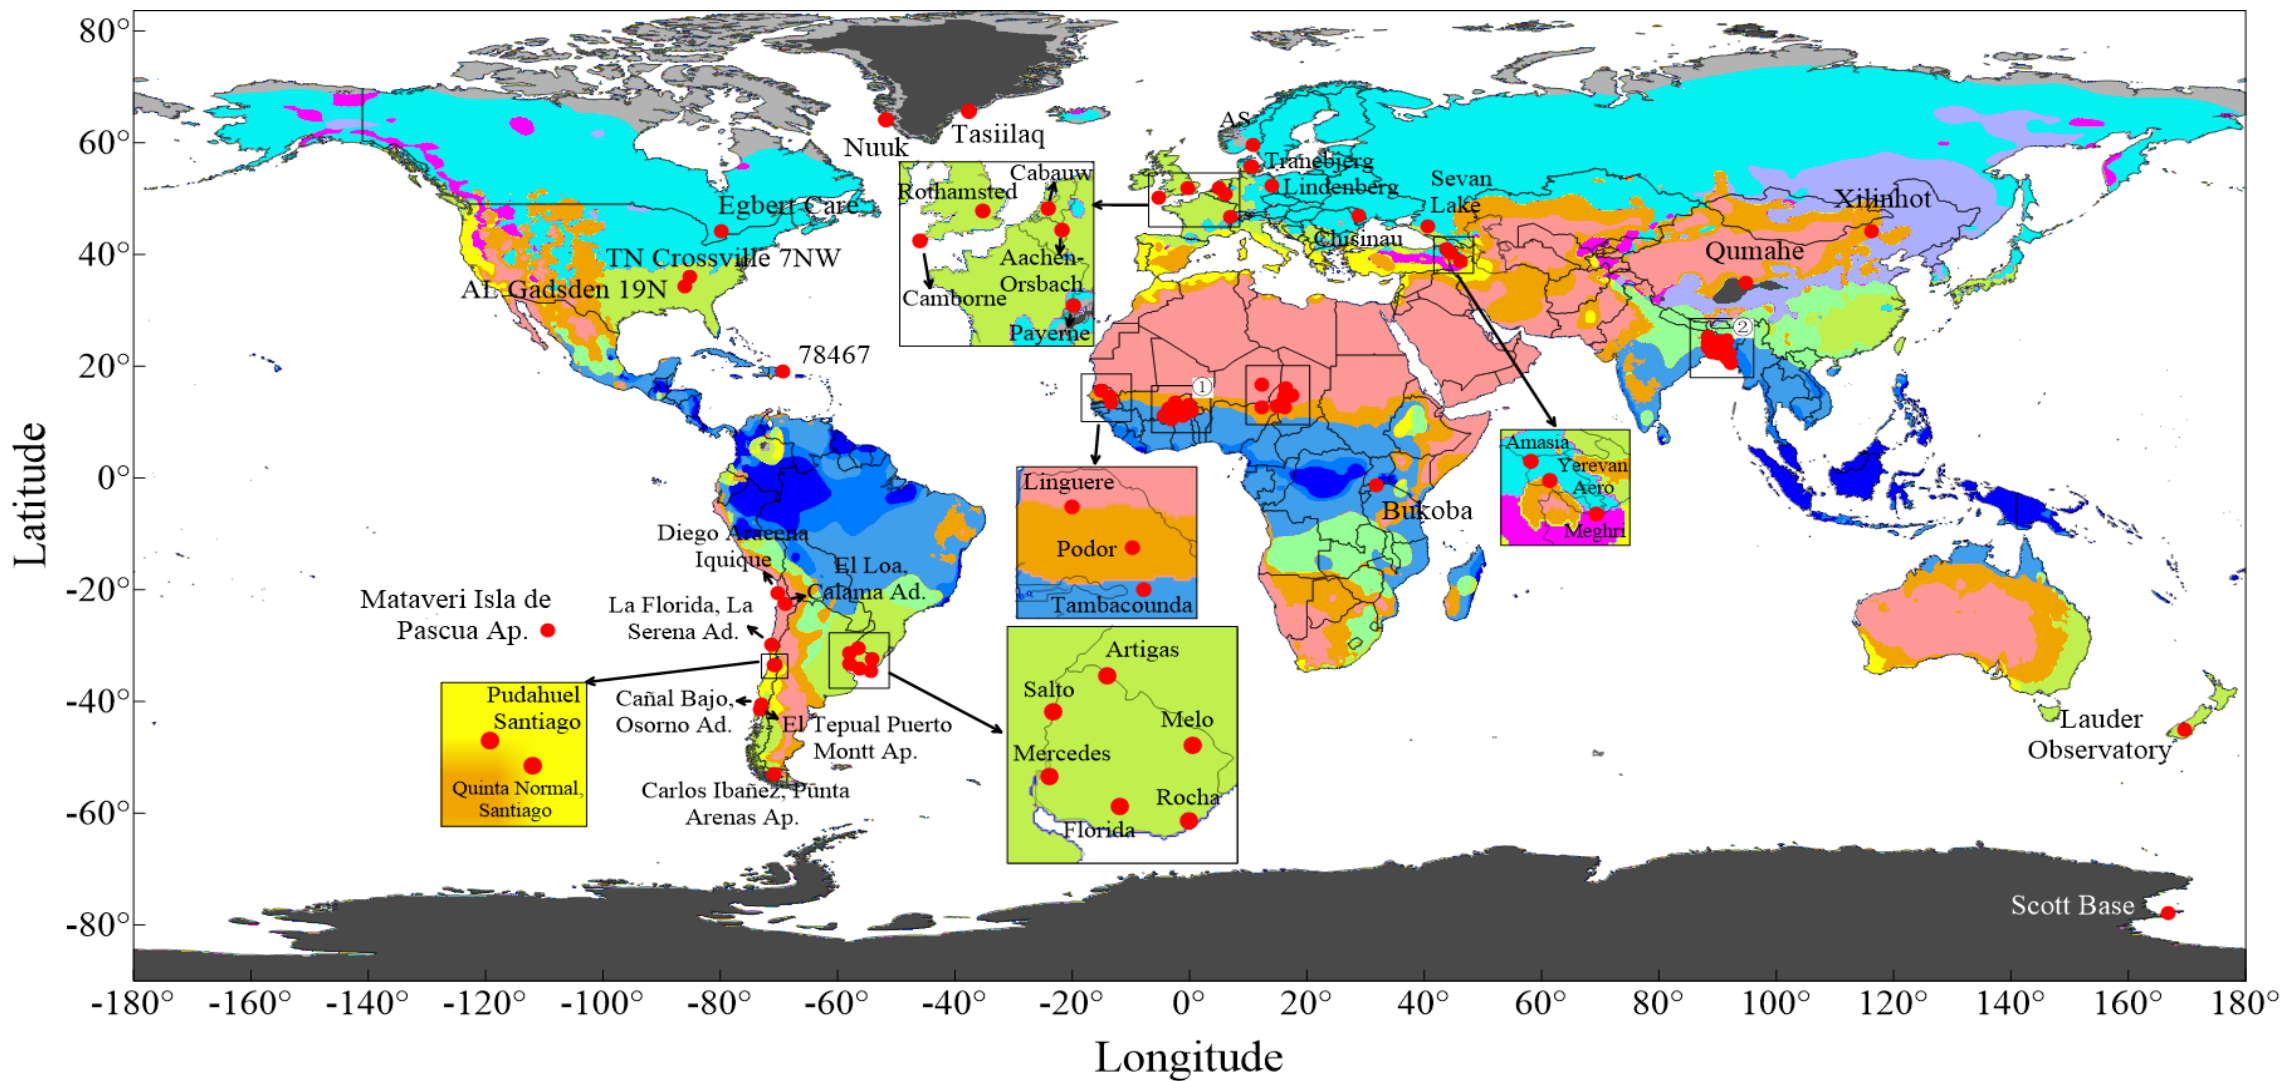 80°
60°
40°
20°
0°
-20°
-40°
-60°
-80°
Latitude
-180°
-160°
-140°
-120°
-100°
-80°
-60°
-40°
-20°
0°
20°
40°
60°
80°
100°
120°
140°
160°
180°
Longitude
Nuuk
Tasiilaq
AS
Tranebjerg
Lindenberg
Chisinau
Sevan
Lake
Xilinhot
Qumahe
Egbert Care
TN Crossville 7NW
AL Gadsden 19N
78467
Rothamsted
Cabauw
Aachen-
Orsbach
Camborne
Payerne
①
②
Linguere
Podor
Tambacounda
Bukoba
Amasia
Yerevan
Aero
Meghri
Diego Aracena
Iquique
El Loa,
Calama Ad.
Mataveri Isla de
Pascua Ap.
La Florida, La
Serena Ad.
Pudahuel
Santiago
Quinta Normal,
Santiago
Cañal Bajo,
Osorno Ad.
El Tepual Puerto
Montt Ap.
Carlos Ibañez, Punta
Arenas Ap.
Artigas
Salto
Melo
Mercedes
Rocha
Florida
Lauder
Observatory
Scott Base